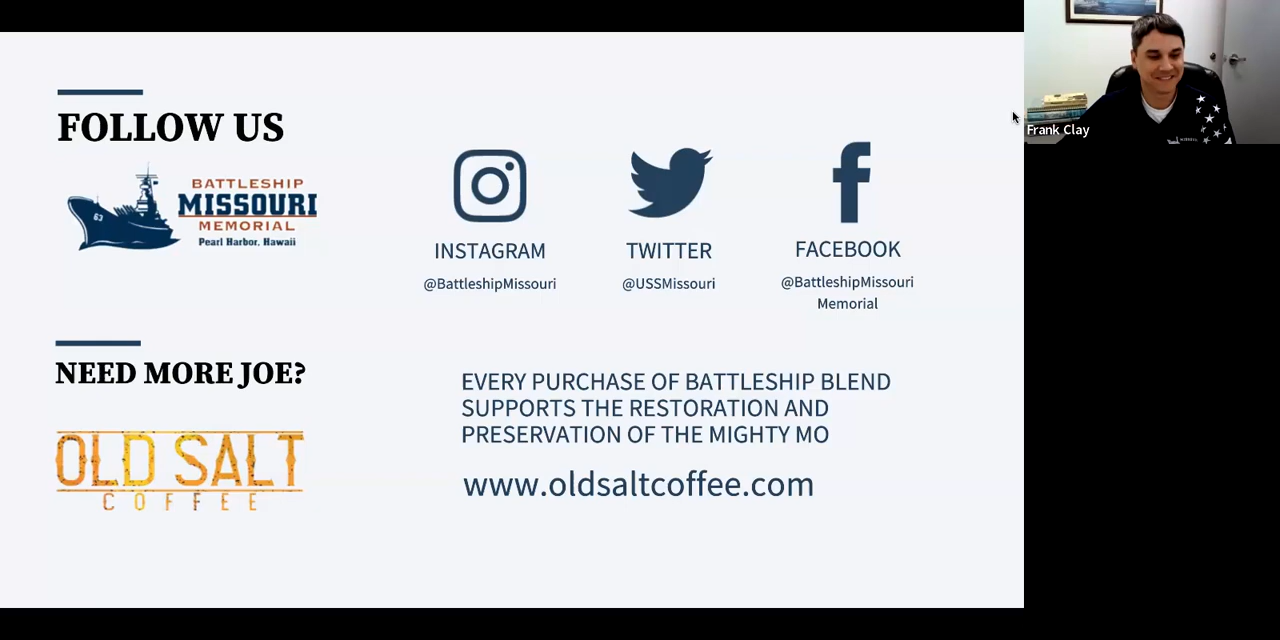 FOLLOW US
63
BATTLESHIP
MISSOURI
MEMORIAL
Pearl Harbor, Hawaii
INSTAGRAM
@BattleshipMissouri
TWITTER
@USSMissouri
FACEBOOK
@BattleshipMissouri
Memorial
NEED MORE JOE?
OLD SALT
COFFEE
EVERY PURCHASE OF BATTLESHIP BLEND
SUPPORTS THE RESTORATION AND
PRESERVATION OF THE MIGHTY MO
www.oldsaltcoffee.com
Frank Clay